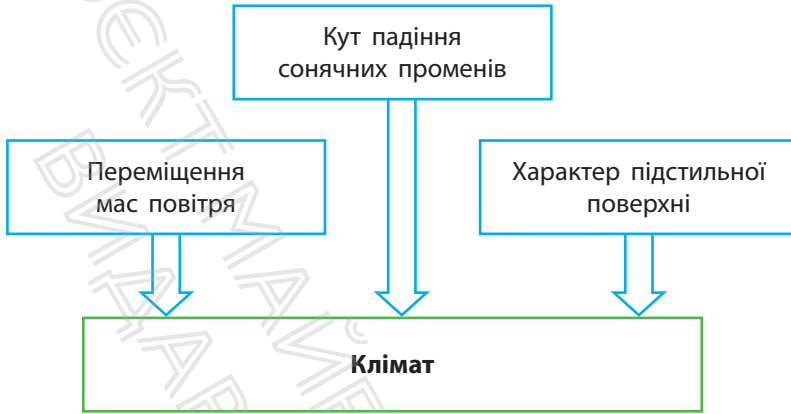 Кут падіння
сонячних променів
Переміщення
мас повітря
Характер підстильної
поверхні
Клімат